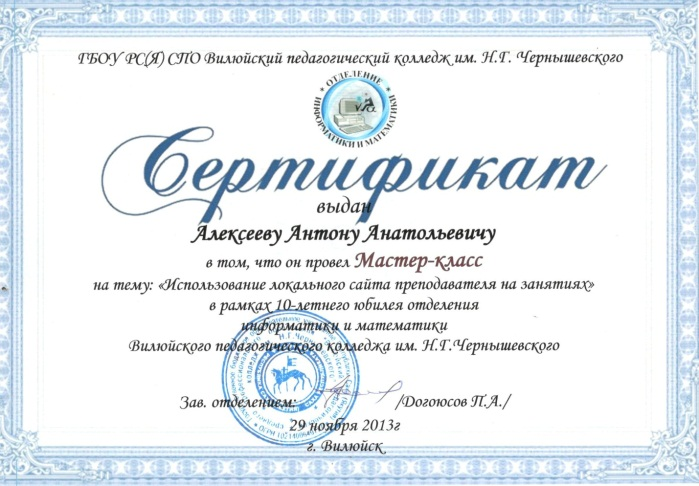 ГБОУ РС(Я) СПО Вилюйский педагогический колледж им. Н.Г. Чернышевского
ОТДЕЛЕНИЕ
ИНФОРМАТИКИ И МАТЕМАТИКИ
Сертификат
выдан
Алексееву Антону Анатольевичу
в том, что он провел Мастер-класс
на тему: «Использование локального сайта преподавателя на занятиях»
в рамках 10-летнего юбилея отделения
информатики и математики
Вилюйского педагогического колледжа им. Н.Г.Чернышевского
Зав. отделением: /Догоюсов П.А./
29 ноября 2013г
г. Вилюйск